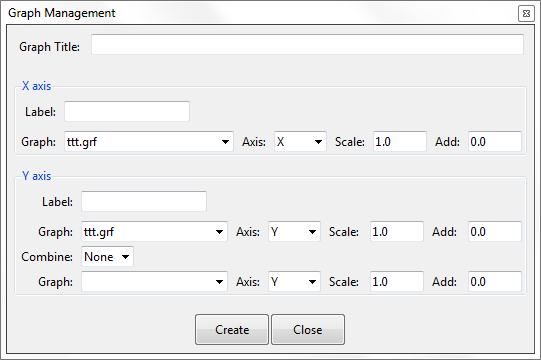 Graph Management
Graph Title:
X axis
Label:
Graph: ttt.grf Axis: X Scale: 1.0 Add: 0.0
Y axis
Label:
Graph: ttt.grf Axis: Y Scale: 1.0 Add: 0.0
Combine: None
Graph: Axis: Y Scale: 1.0 Add: 0.0
Create Close